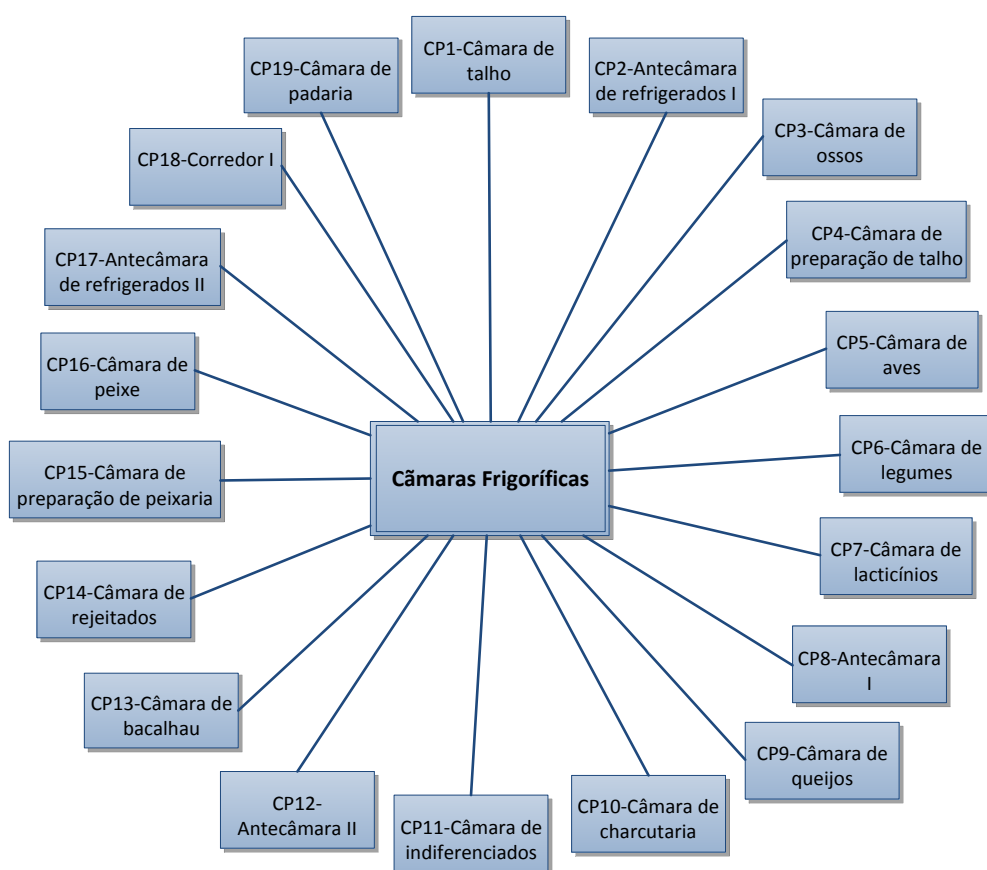 CP1-Câmara de
talho
CP2-Antecâmara
de refrigerados I
CP3-Câmara de
ossos
CP4-Câmara de
preparação de talho
CP5-Câmara de
aves
CP6-Câmara de
legumes
CP7-Câmara de
lacticínios
CP8-Antecâmara
I
CP9-Câmara de
queijos
CP10-Câmara de
charcutaria
CP11-Câmara de
indiferenciados
CP12-
Antecâmara II
CP13-Câmara de
bacalhau
CP14-Câmara de
rejeitados
CP15-Câmara de
preparação de peixaria
CP16-Câmara de
peixe
CP17-Antecâmara
de refrigerados II
CP18-Corredor I
CP19-Câmara de
padaria
Cãmaras Frigoríficas